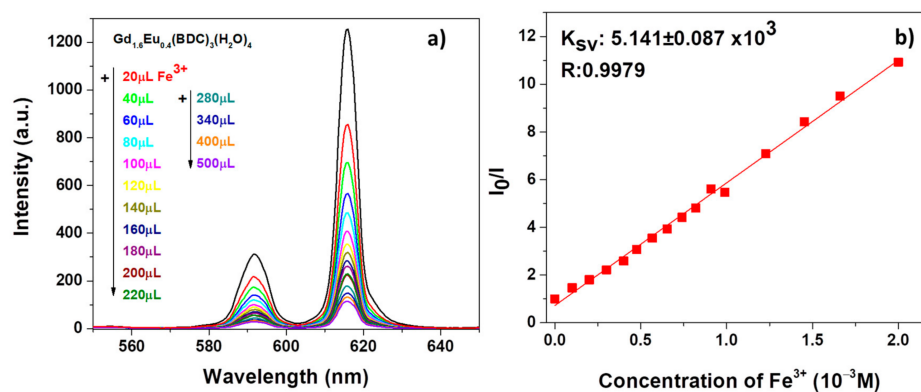 Gd₁.₆Eu₀.₄(BDC)₃(H₂O)₄
a)
+ 20µL Fe³⁺
40µL
60µL
80µL
100µL
120µL
140µL
160µL
180µL
200µL
220µL
+ 280µL
340µL
400µL
500µL
Intensity (a.u.)
1200
1000
800
600
400
200
0
560
580
600
620
640
Wavelength (nm)
K_SV: 5.141±0.087 x10³
R:0.9979
b)
I₀/I
12
10
8
6
4
2
0
0.0
0.5
1.0
1.5
2.0
Concentration of Fe³⁺ (10⁻³M)